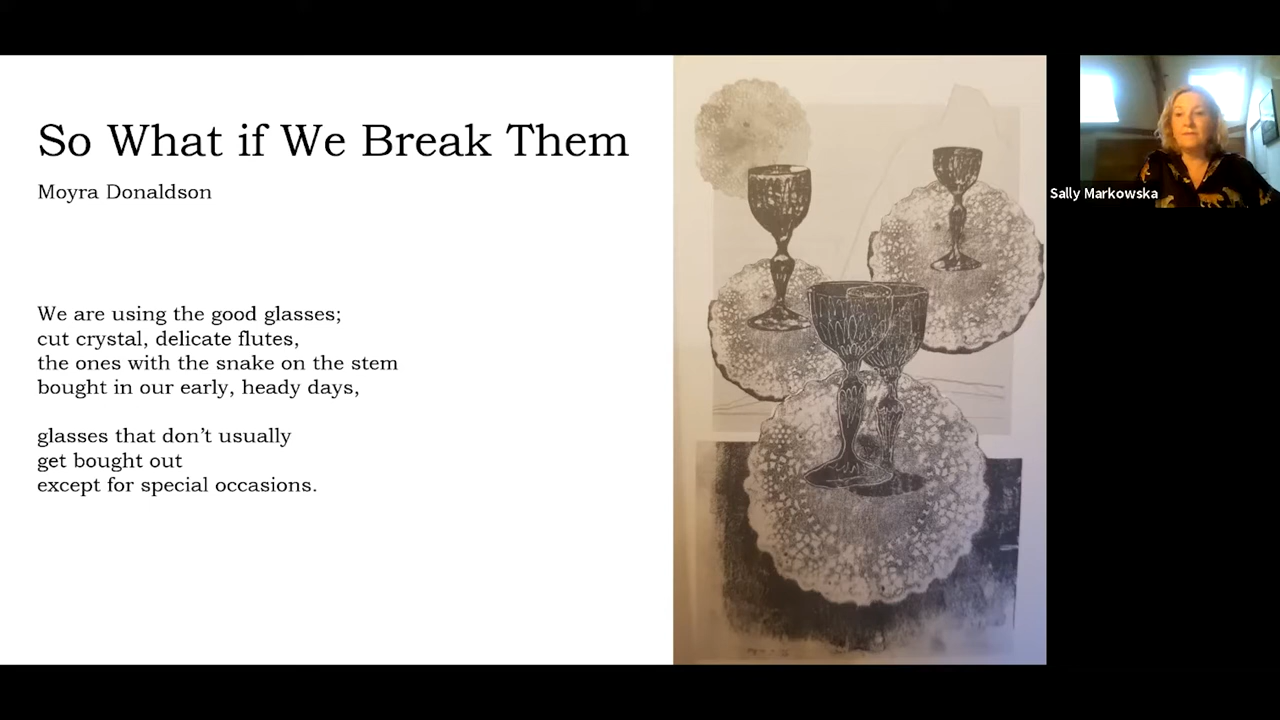 So What if We Break Them
Moyra Donaldson
We are using the good glasses;
cut crystal, delicate flutes,
the ones with the snake on the stem
bought in our early, heady days,
glasses that don't usually
get bought out
except for special occasions.
Sally Markowska